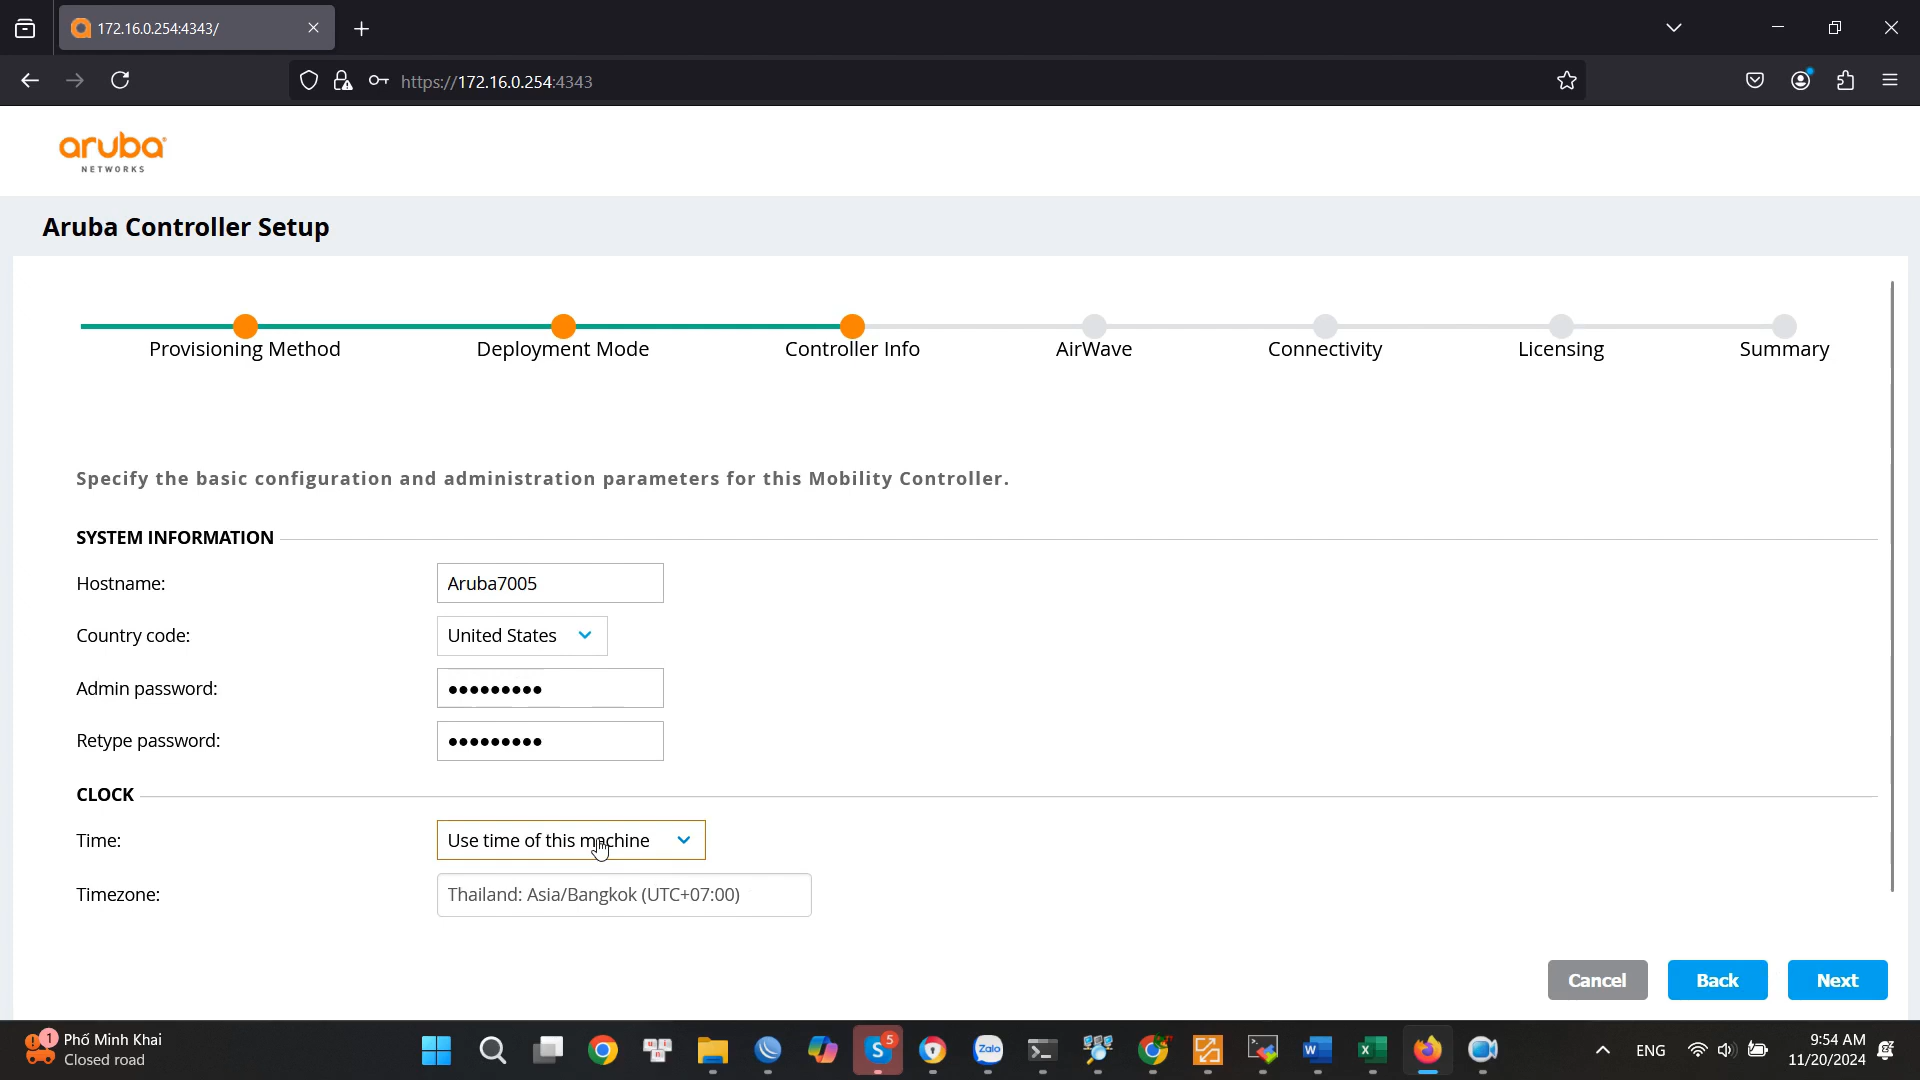 172.16.0.254:4343/
https://172.16.0.254:4343
aruba
NETWORKS
Aruba Controller Setup
Provisioning Method
Deployment Mode
Controller Info
AirWave
Connectivity
Licensing
Summary
Specify the basic configuration and administration parameters for this Mobility Controller.
SYSTEM INFORMATION
Hostname:
Aruba7005
Country code:
United States
Admin password:
●●●●●●●●●
Retype password:
●●●●●●●●●
CLOCK
Time:
Use time of this machine
Timezone:
Thailand: Asia/Bangkok (UTC+07:00)
Cancel
Back
Next
1
Phố Minh Khai
Closed road
S
5
Zalo
W
X
ENG
9:54 AM
11/20/2024